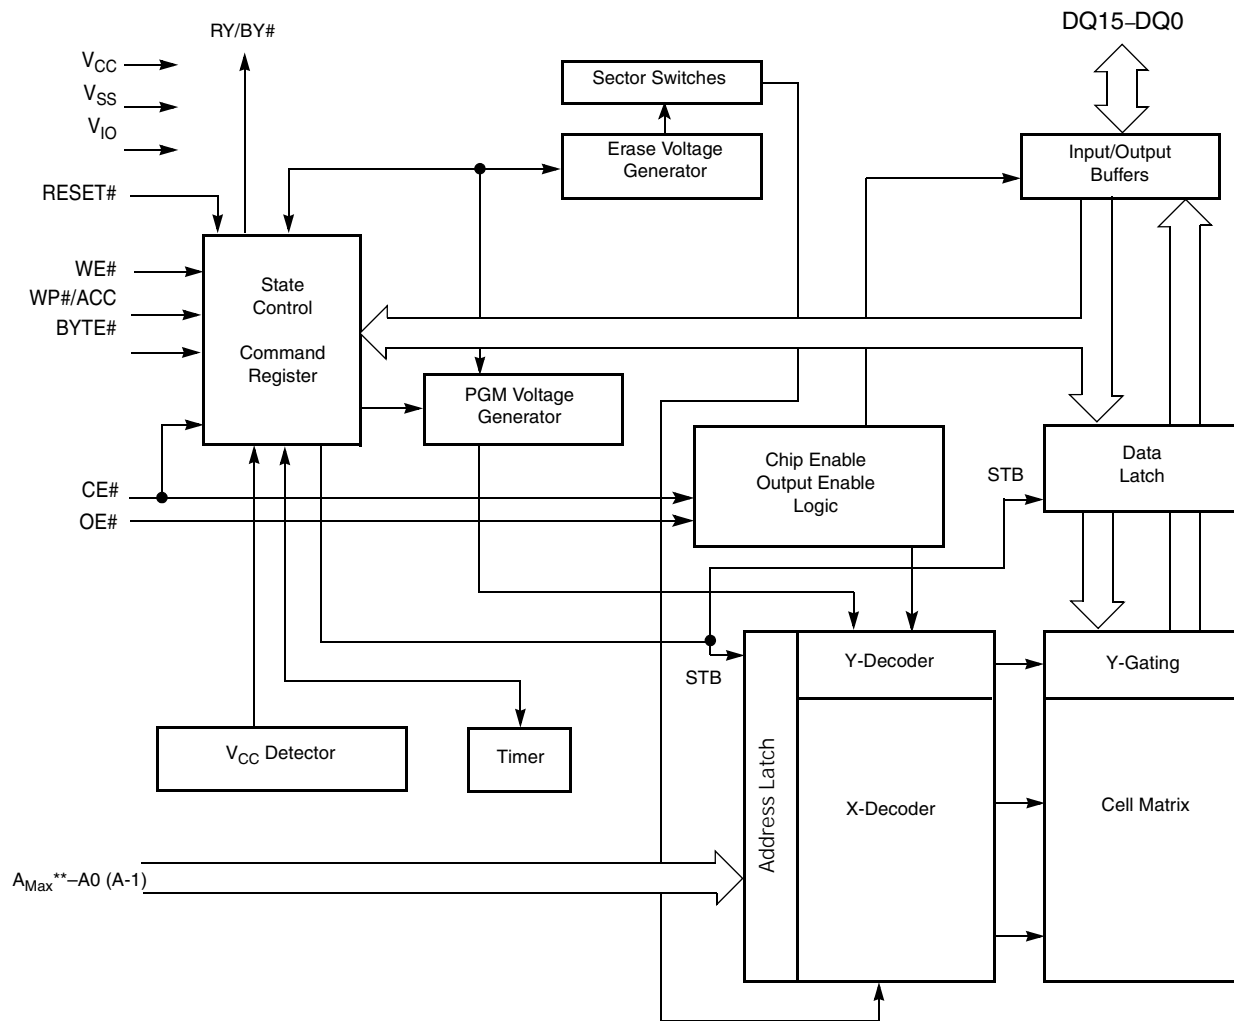 RY/BY#
DQ15–DQ0
VCC
VSS
VIO
Sector Switches
Erase Voltage
Generator
Input/Output
Buffers
RESET#
WE#
WP#/ACC
BYTE#
State
Control
Command
Register
PGM Voltage
Generator
Chip Enable
Output Enable
Logic
STB
Data
Latch
CE#
OE#
STB
Y-Decoder
Y-Gating
VCC Detector
Timer
Address Latch
X-Decoder
Cell Matrix
AMax**–A0 (A-1)